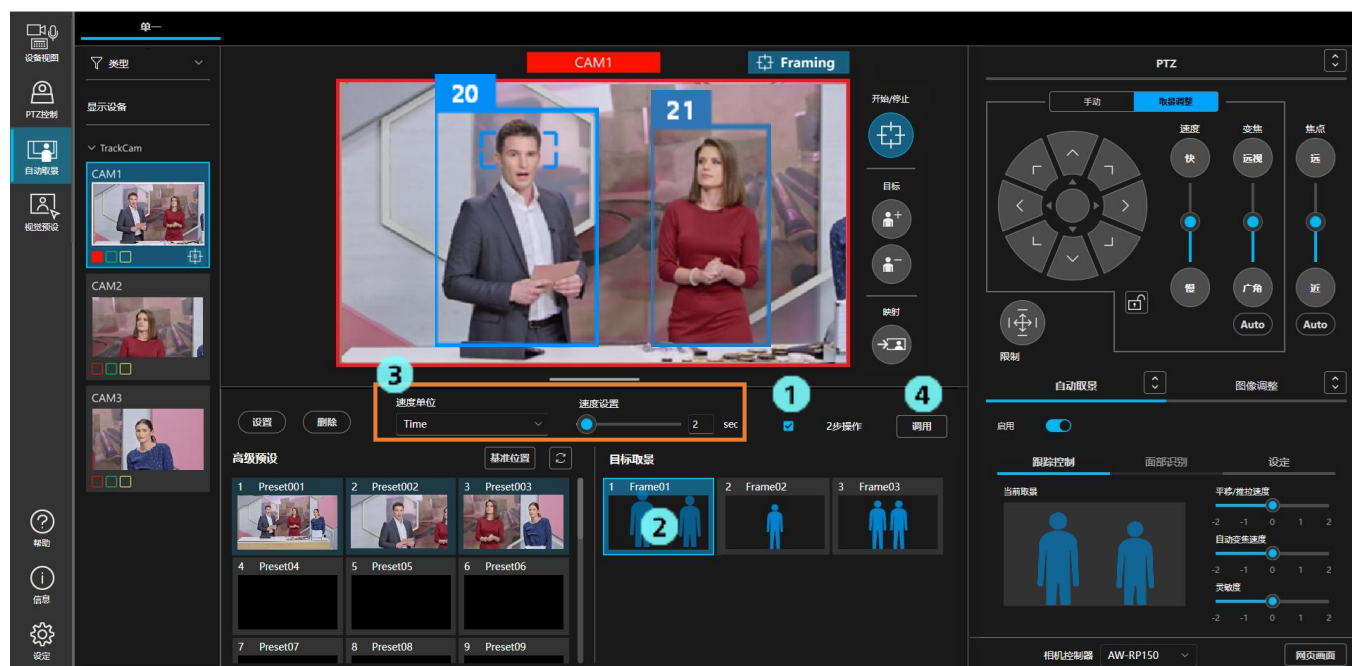 单一
设备视图
PTZ控制
自动取景
视觉预设
帮助
信息
设定
类型
显示设备
TrackCam
CAM1
CAM2
CAM3
CAM1
Framing
20
21
开始/停止
目标
映射
3
速度单位
速度设置
设置
删除
Time
2
sec
1
2步操作
4
调用
高级预设
基准位置
1 Preset001
2 Preset002
3 Preset003
4 Preset04
5 Preset05
6 Preset06
7 Preset07
8 Preset08
9 Preset09
目标取景
1 Frame01
2 Frame02
3 Frame03
2
PTZ
手动
取景调整
速度
变焦
焦点
快
远视
远
慢
广角
近
Auto
Auto
限制
自动取景
图像调整
启用
跟踪控制
面部识别
设定
当前取景
平移/推拉速度
-2 -1 0 1 2
自动变焦速度
-2 -1 0 1 2
灵敏度
-2 -1 0 1 2
相机控制器
AW-RP150
网页画面